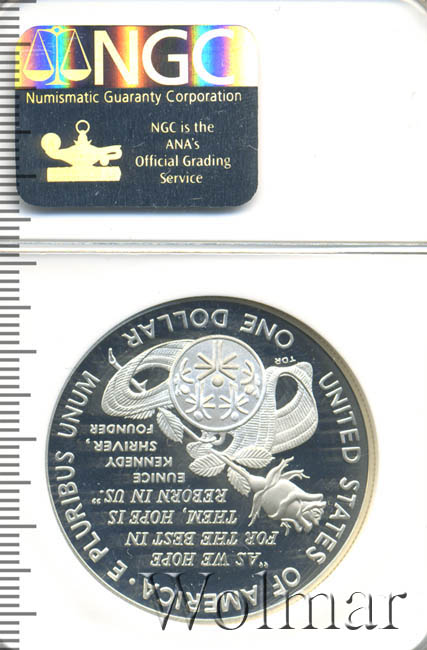 NGC
Numismatic Guaranty Corporation
NGC is the
ANA's
Official Grading
Service
UNITED STATES OF AMERICA · E PLURIBUS UNUM
"AS WE HOPE
FOR THE BEST IN
THEM, HOPE IS
REBORN IN US."
EUNICE
KENNEDY
SHRIVER,
FOUNDER
TDR
ONE DOLLAR
Wolmar